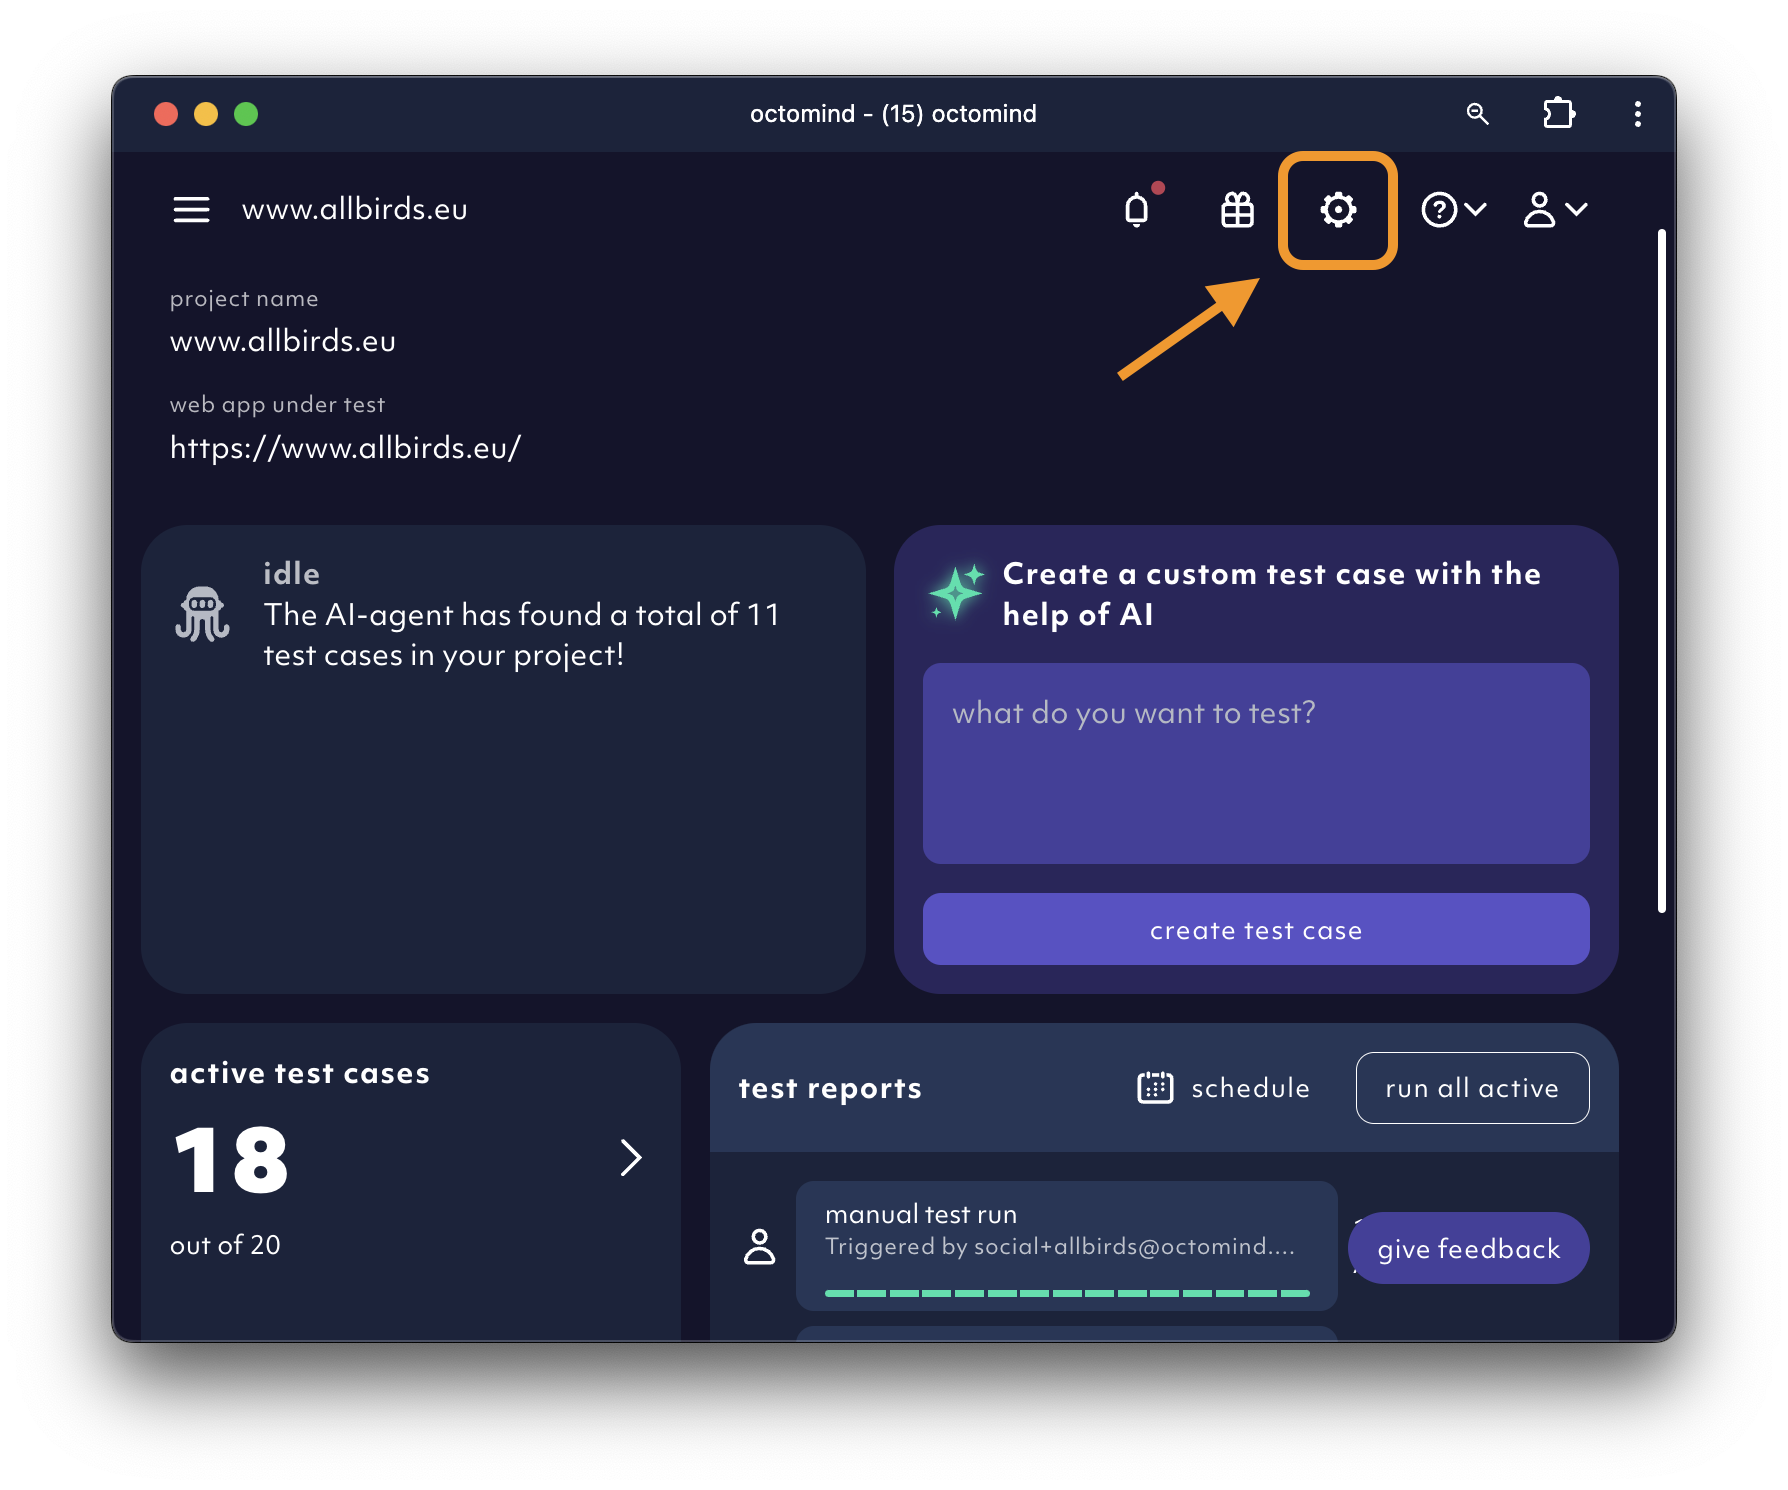 octomind - (15) octomind
www.allbirds.eu
project name
www.allbirds.eu
web app under test
https://www.allbirds.eu/
idle
The AI-agent has found a total of 11
test cases in your project!
Create a custom test case with the
help of AI
what do you want to test?
create test case
active test cases
18
out of 20
test reports
schedule
run all active
manual test run
Triggered by social+allbirds@octomind....
give feedback